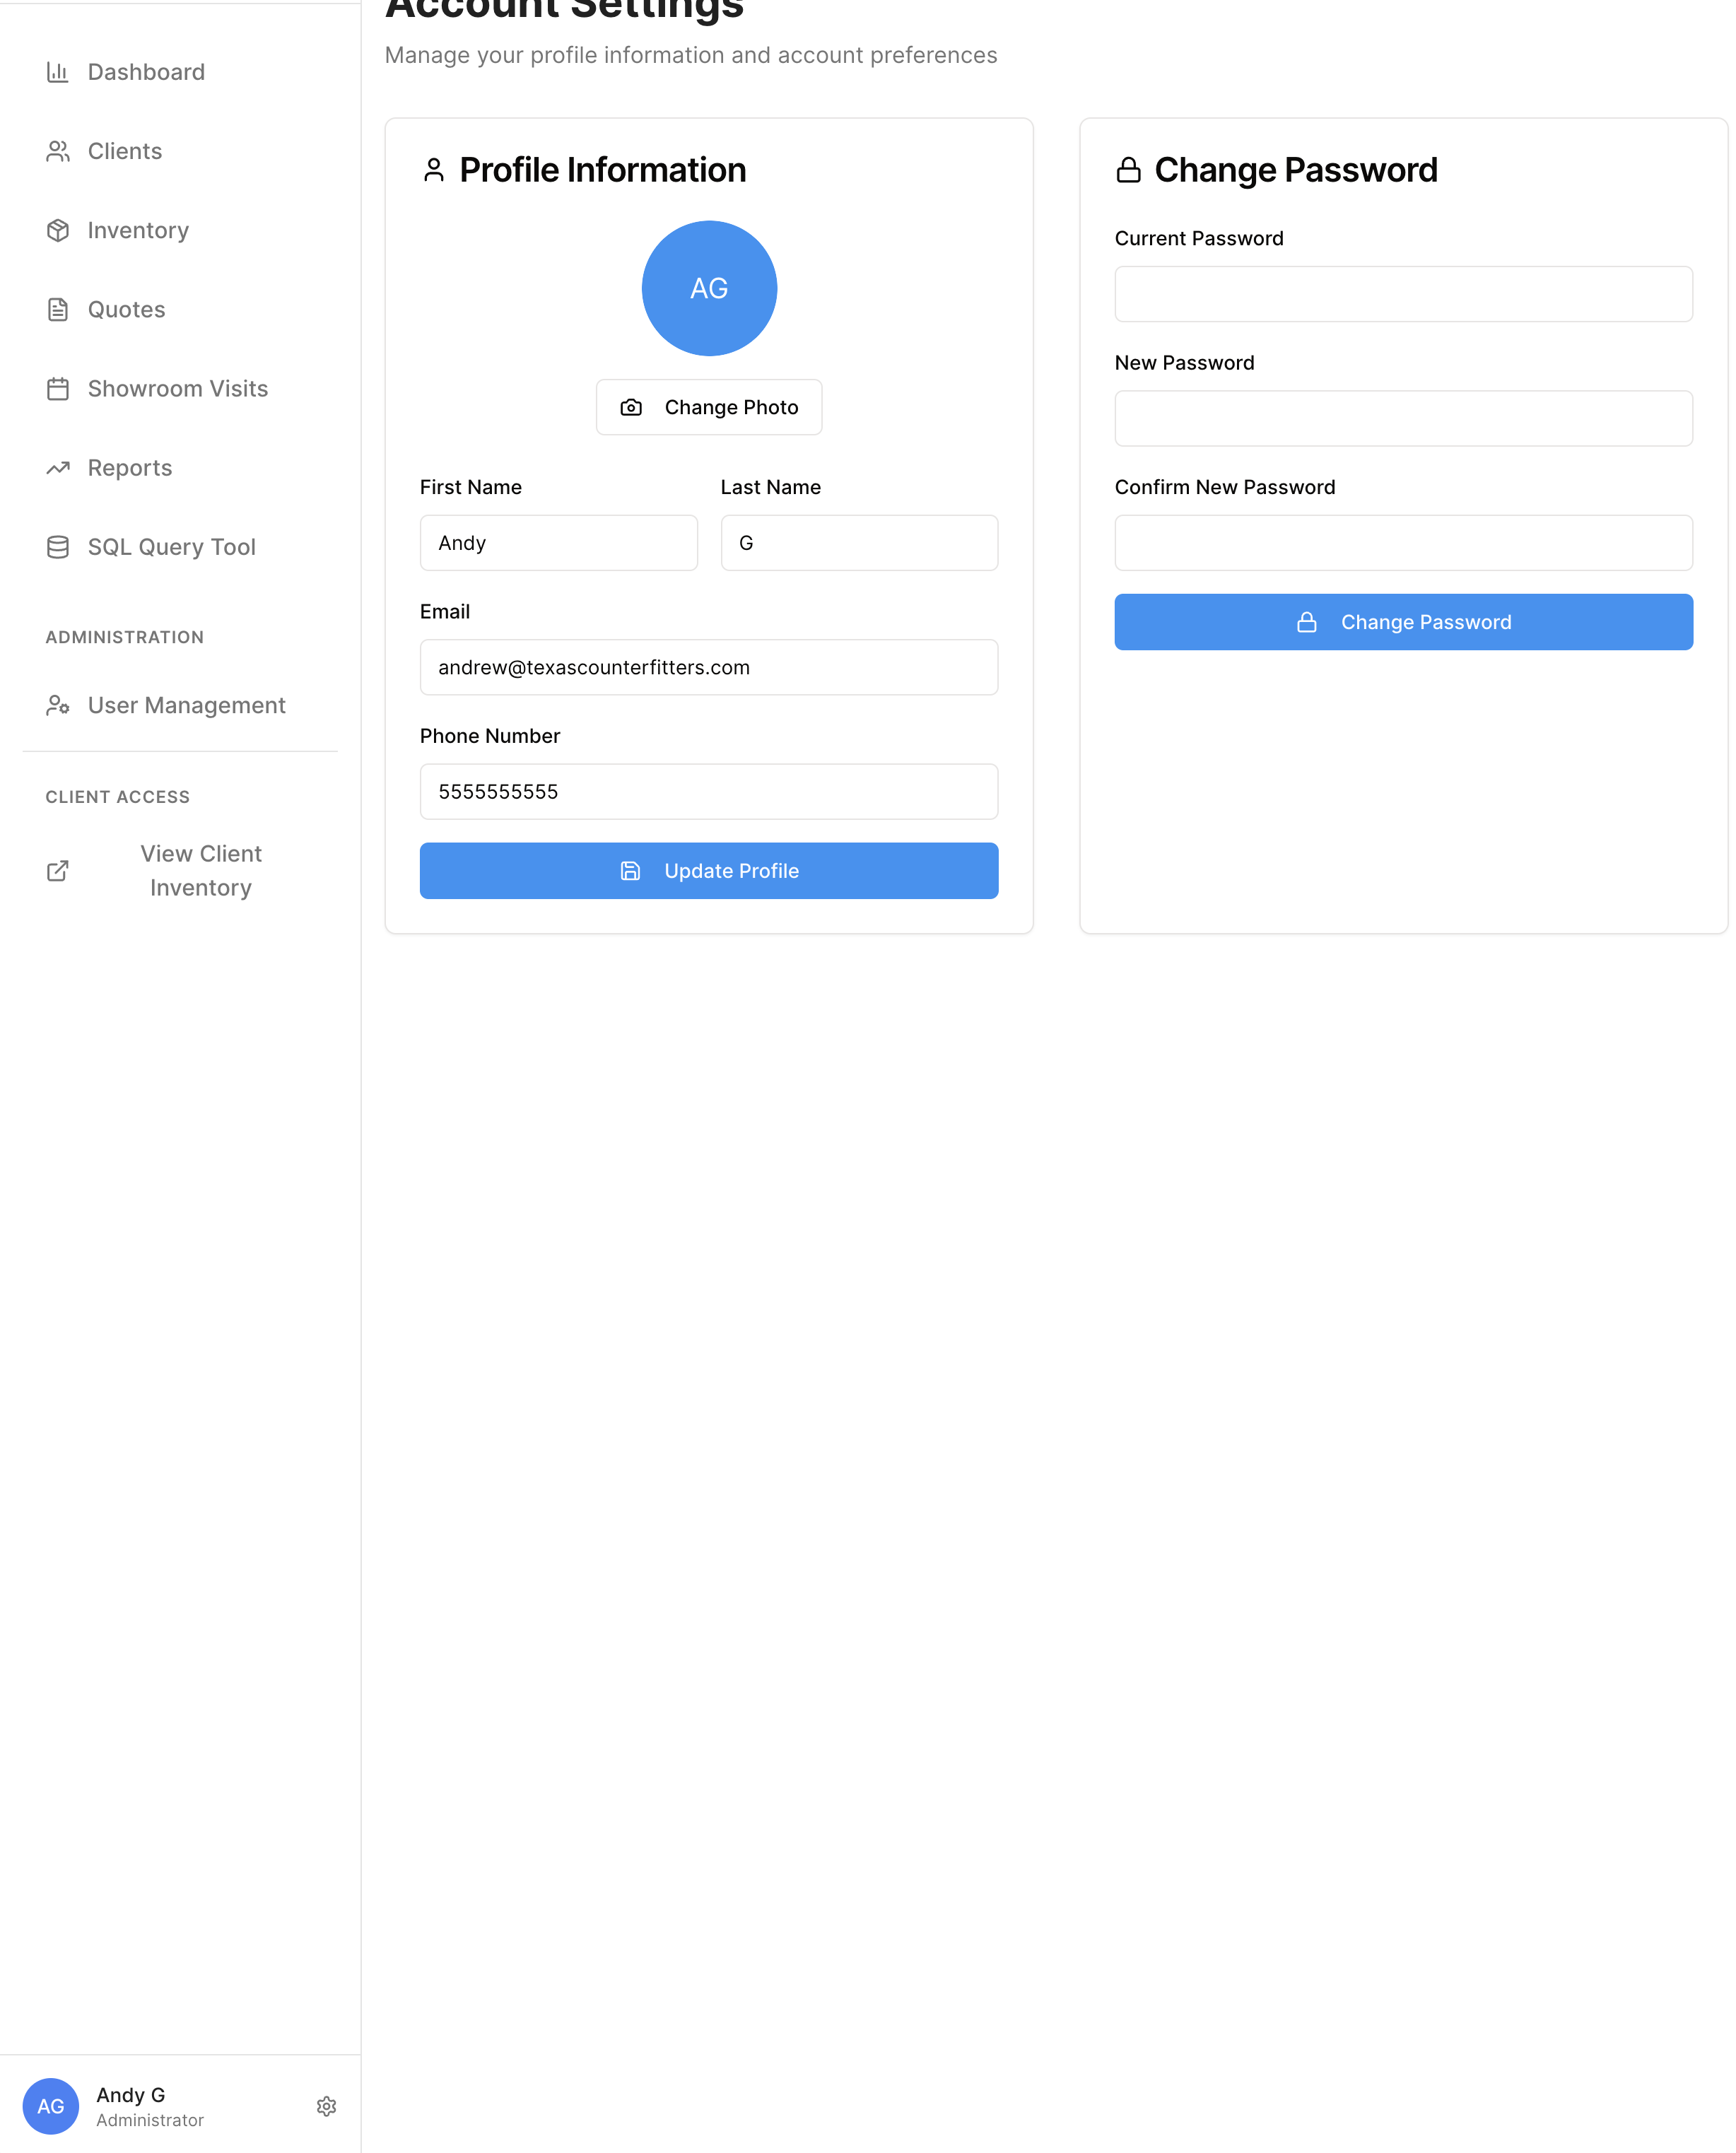 Account Settings
Manage your profile information and account preferences
Dashboard
Clients
Inventory
Quotes
Showroom Visits
Reports
SQL Query Tool
ADMINISTRATION
User Management
CLIENT ACCESS
View Client
Inventory
Profile Information
AG
Change Photo
First Name
Last Name
Andy
G
Email
andrew@texascounterfitters.com
Phone Number
5555555555
Update Profile
Change Password
Current Password
New Password
Confirm New Password
Change Password
AG
Andy G
Administrator